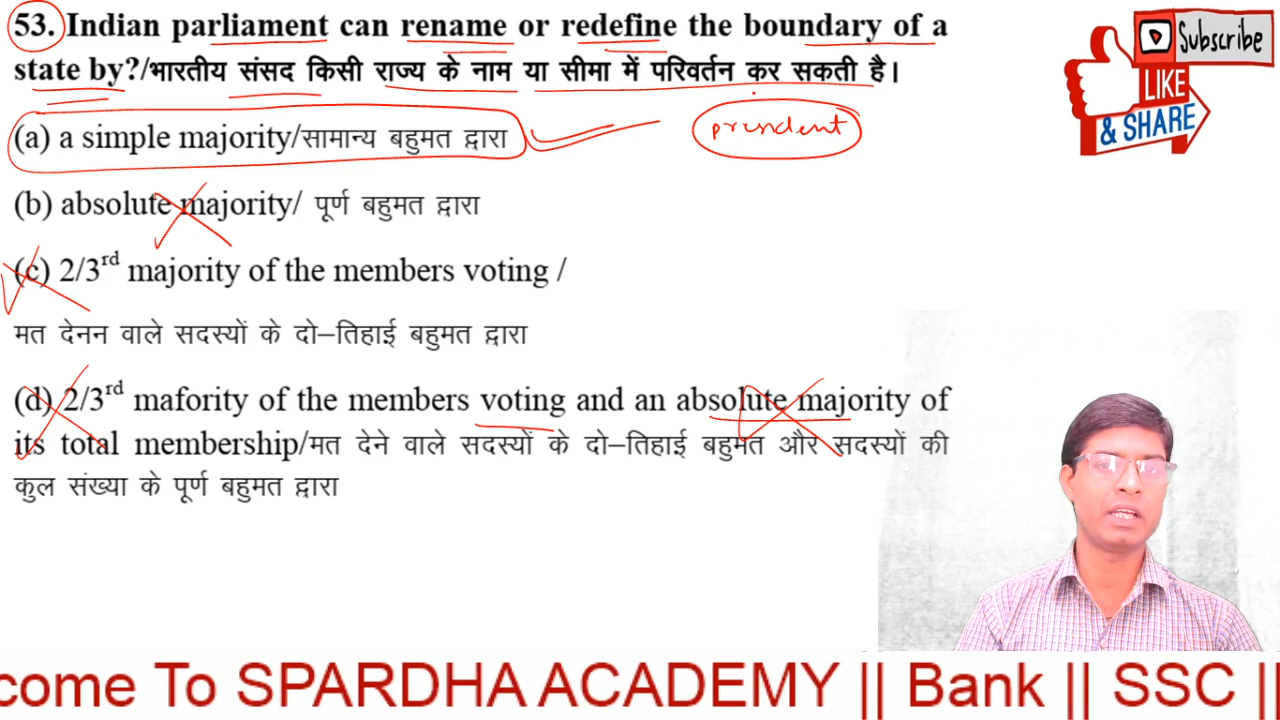 53. Indian parliament can rename or redefine the boundary of a
state by?/भारतीय संसद किसी राज्य के नाम या सीमा में परिवर्तन कर सकती है।
(a) a simple majority/सामान्य बहुमत द्वारा
(b) absolute majority/ पूर्ण बहुमत द्वारा
(c) 2/3rd majority of the members voting /
मत देनन वाले सदस्यों के दो–तिहाई बहुमत द्वारा
(d) 2/3rd mafority of the members voting and an absolute majority of
its total membership/मत देने वाले सदस्यों के दो–तिहाई बहुमत और सदस्यों की
कुल संख्या के पूर्ण बहुमत द्वारा
Subscribe
LIKE
& SHARE
come To SPARDHA ACADEMY || Bank || SSC ||